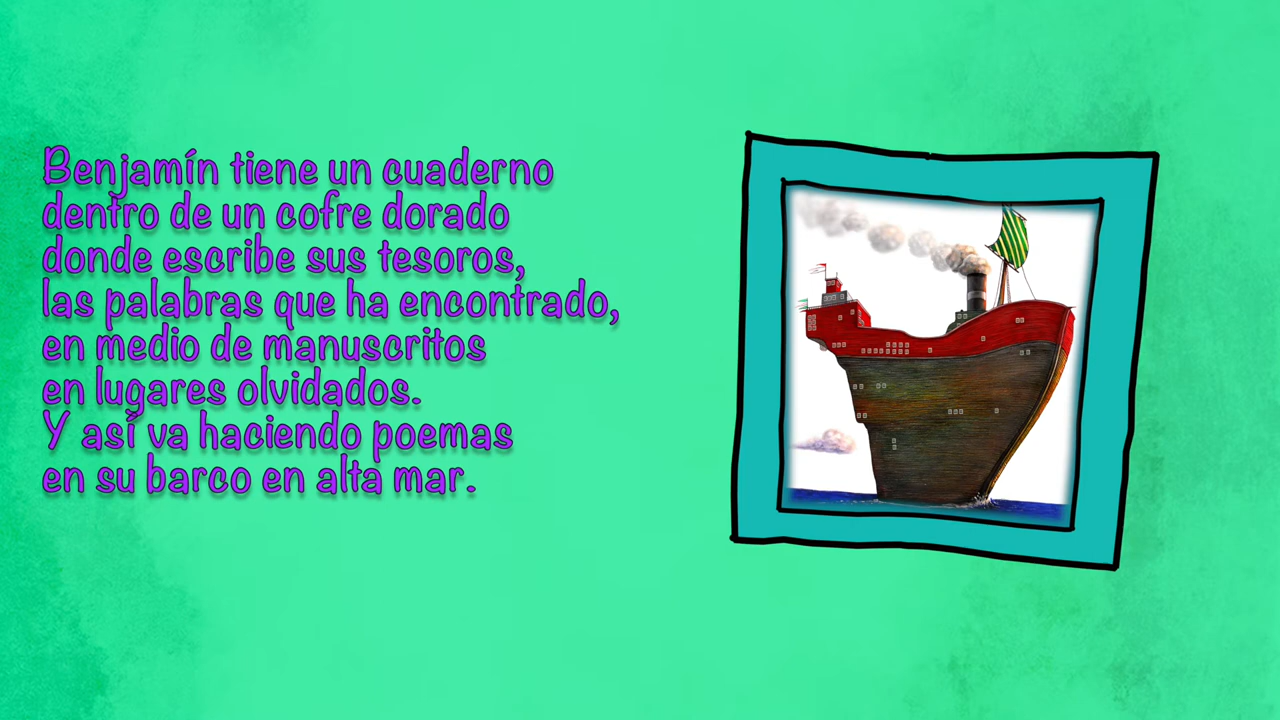 Benjamín tiene un cuaderno
dentro de un cofre dorado
donde escribe sus tesoros,
las palabras que ha encontrado,
en medio de manuscritos
en lugares olvidados.
Y así va haciendo poemas
en su barco en alta mar.